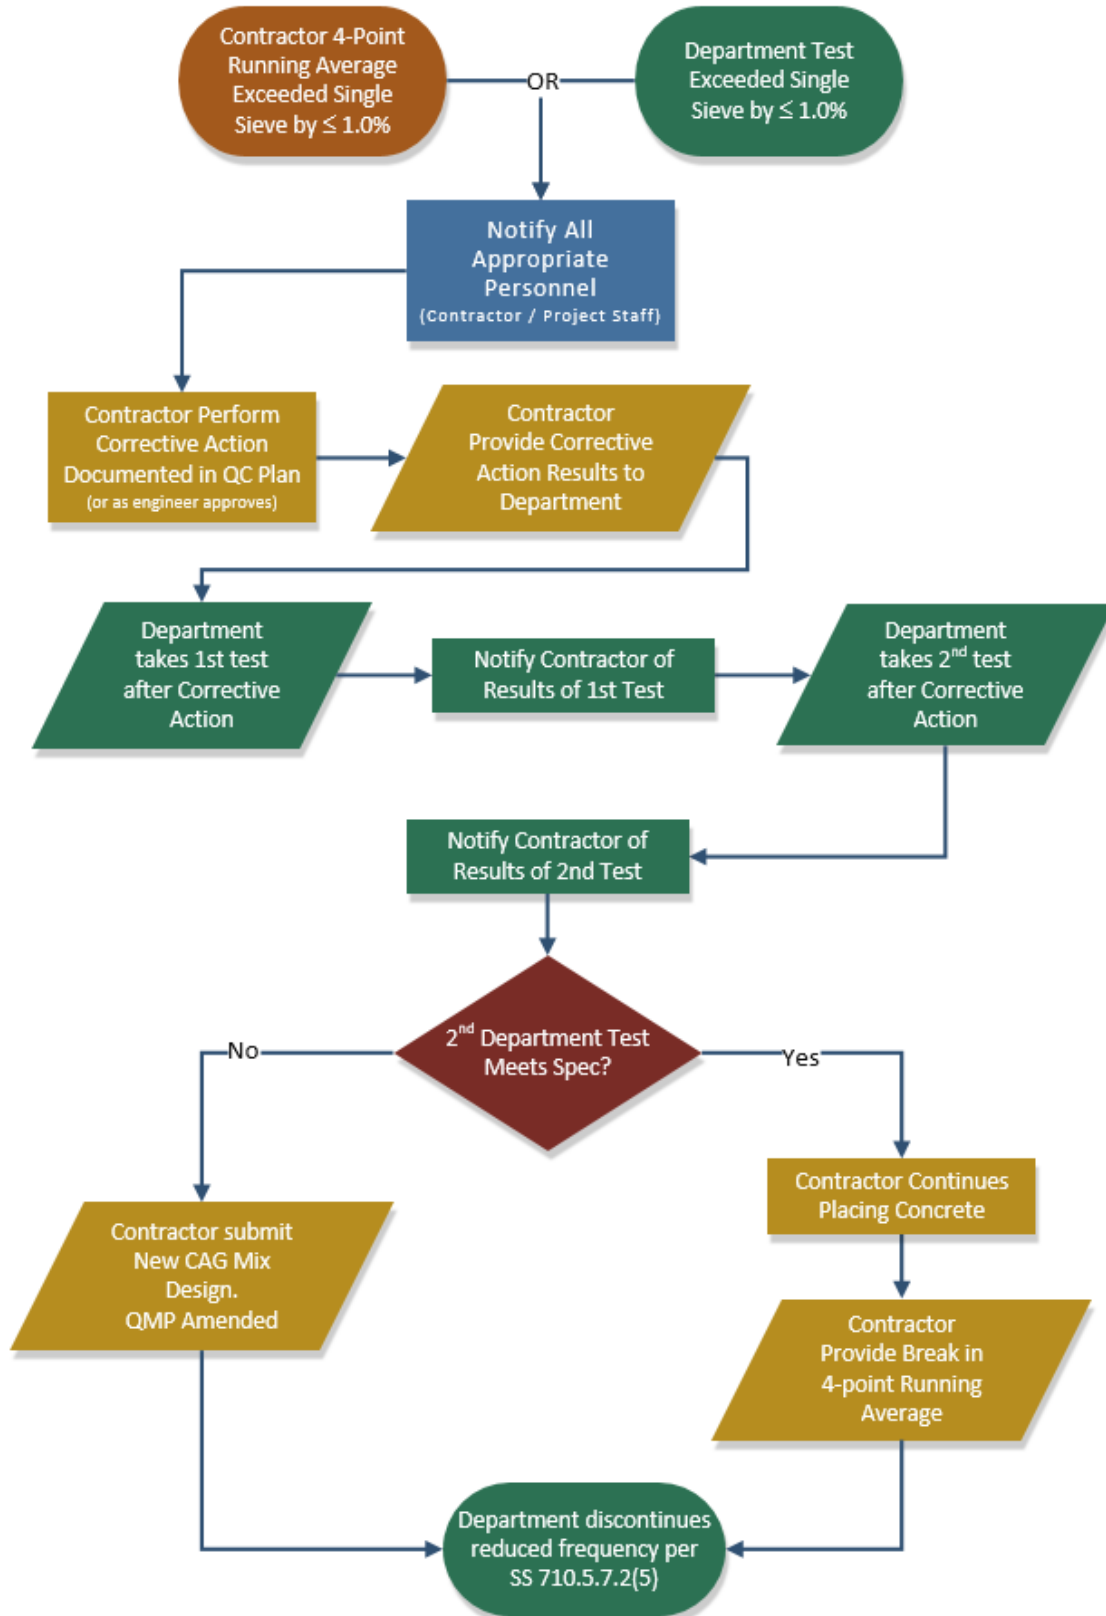 Contractor 4-Point
Running Average
Exceeded Single
Sieve by ≤ 1.0%
OR
Department Test
Exceeded Single
Sieve by ≤ 1.0%
Notify All
Appropriate
Personnel
(Contractor / Project Staff)
Contractor Perform
Corrective Action
Documented in QC Plan
(or as engineer approves)
Contractor
Provide Corrective
Action Results to
Department
Department
takes 1st test
after Corrective
Action
Notify Contractor of
Results of 1st Test
Department
takes 2nd test
after Corrective
Action
Notify Contractor of
Results of 2nd Test
2nd Department Test
Meets Spec?
No
Yes
Contractor submit
New CAG Mix
Design.
QMP Amended
Contractor Continues
Placing Concrete
Contractor
Provide Break in
4-point Running
Average
Department discontinues
reduced frequency per
SS 710.5.7.2(5)